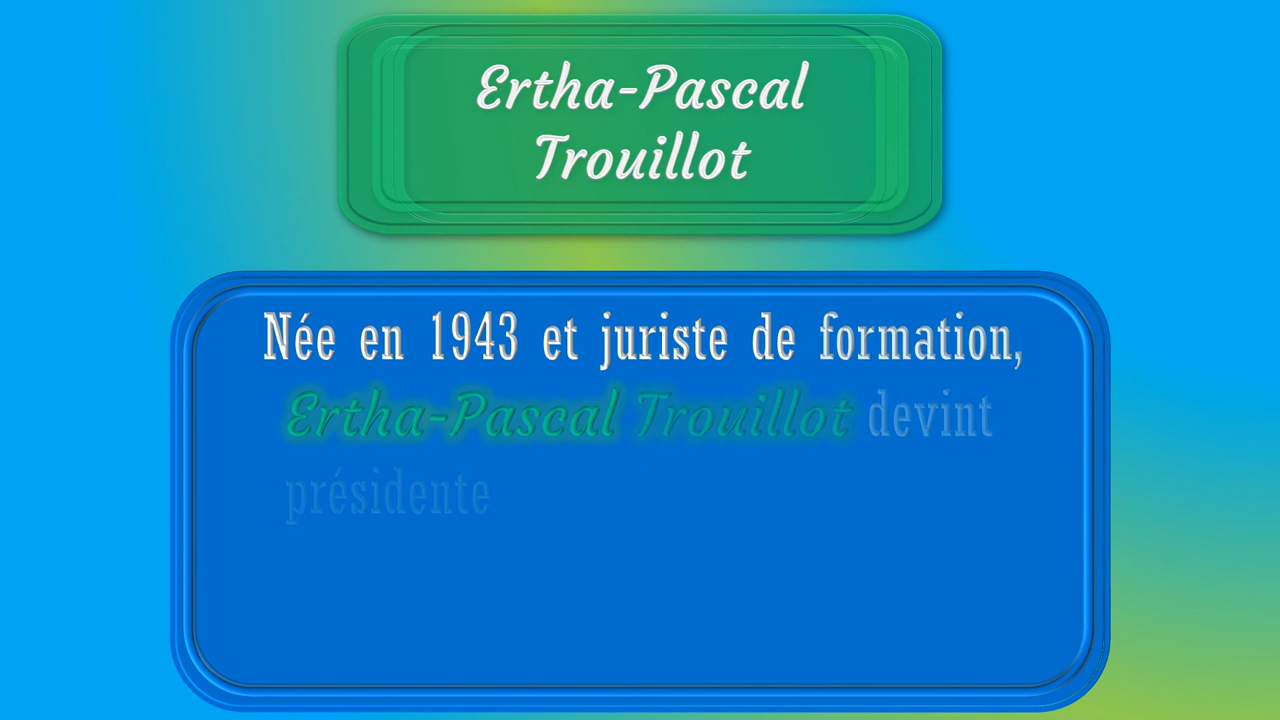 Ertha-Pascal
Trouillot
Née en 1943 et juriste de formation,
Ertha-Pascal Trouillot devint
présidente